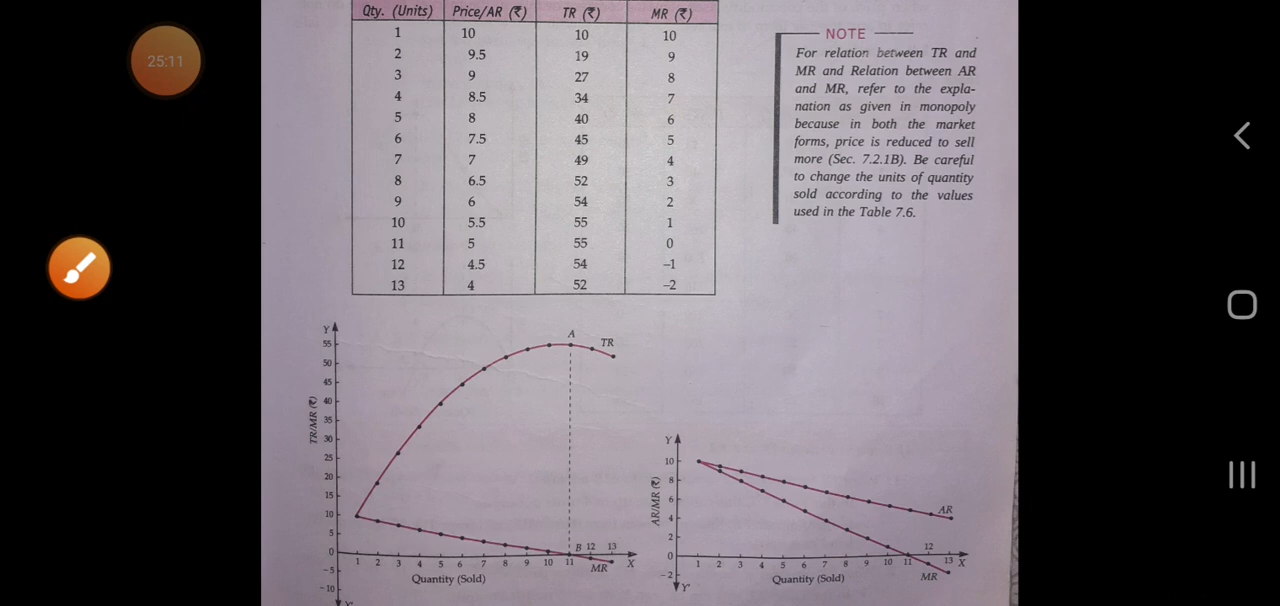 25:11
Qty. (Units) Price/AR (₹) TR (₹) MR (₹)
1 10 10 10
2 9.5 19 9
3 9 27 8
4 8.5 34 7
5 8 40 6
6 7.5 45 5
7 7 49 4
8 6.5 52 3
9 6 54 2
10 5.5 55 1
11 5 55 0
12 4.5 54 –1
13 4 52 –2
NOTE
For relation between TR and
MR and Relation between AR
and MR, refer to the expla-
nation as given in monopoly
because in both the market
forms, price is reduced to sell
more (Sec. 7.2.1B). Be careful
to change the units of quantity
sold according to the values
used in the Table 7.6.
Y
55
50
45
40
35
30
25
20
15
10
5
0
–5
–10
TR/MR (₹)
A
TR
B 12 13
1 2 3 4 5 6 7 8 9 10 11 X
MR
Quantity (Sold)
Y'
Y
10
8
6
4
2
0
–2
AR/MR (₹)
AR
12
1 2 3 4 5 6 7 8 9 10 11 13 X
MR
Quantity (Sold)
Y'